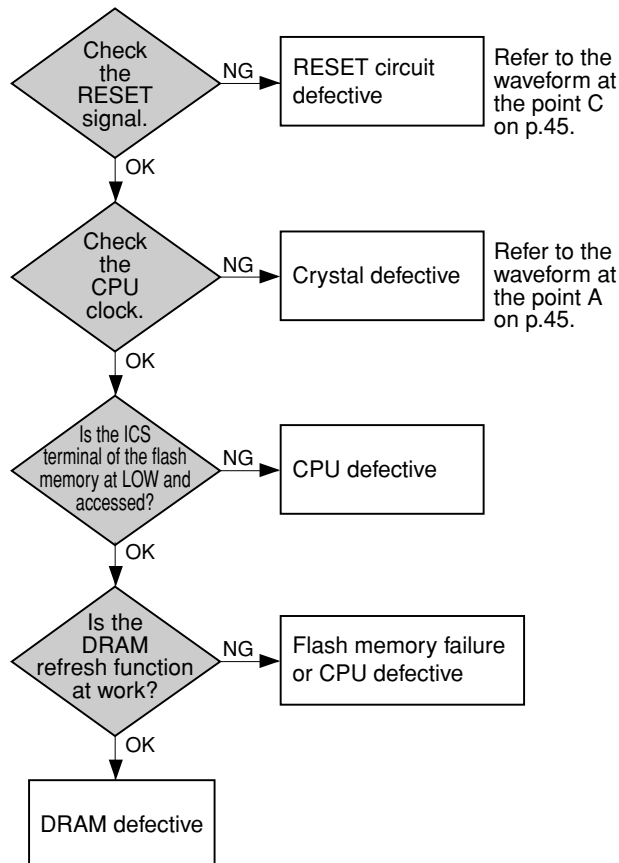 Check
the
RESET
signal.
NG
RESET circuit
defective
Refer to the
waveform at
the point C
on p.45.
OK
Check
the
CPU
clock.
NG
Crystal defective
Refer to the
waveform at
the point A
on p.45.
OK
Is the ICS
terminal of the flash
memory at LOW and
accessed?
NG
CPU defective
OK
Is the
DRAM
refresh function
at work?
NG
Flash memory failure
or CPU defective
OK
DRAM defective